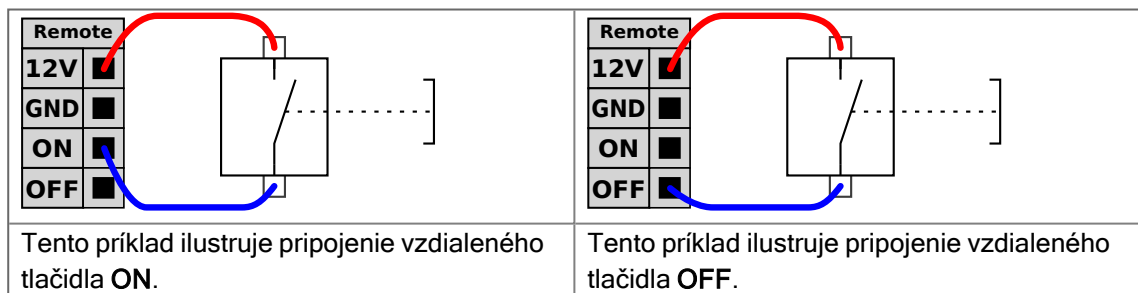 Remote
12V
GND
ON
OFF
Tento príklad ilustruje pripojenie vzdialeného
tlačidla ON.
Remote
12V
GND
ON
OFF
Tento príklad ilustruje pripojenie vzdialeného
tlačidla OFF.